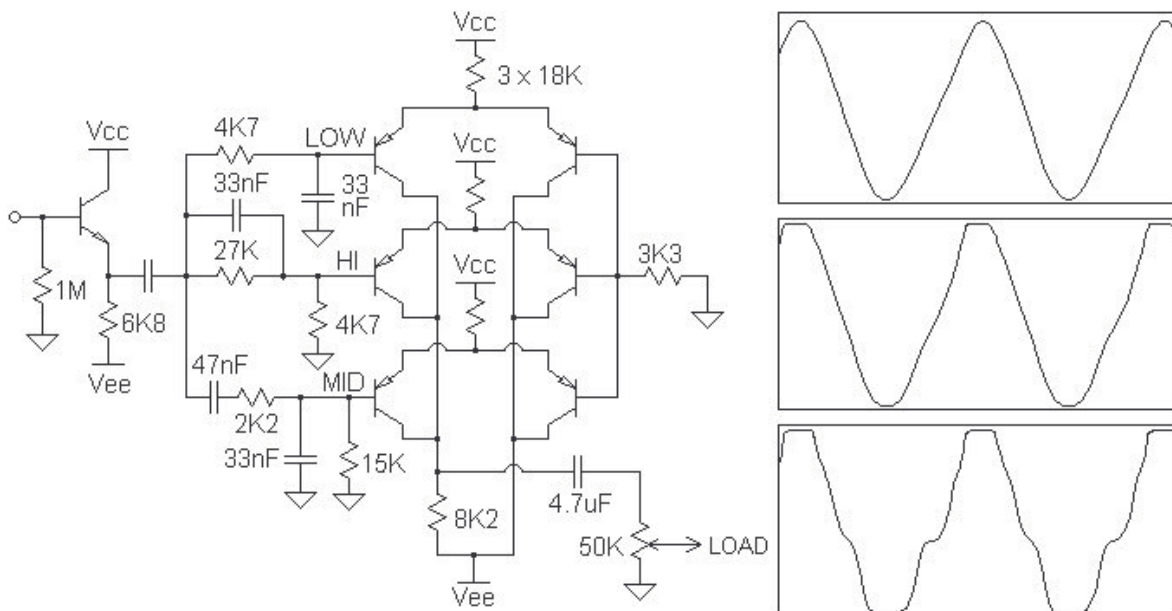 Vcc
3 x 18K
Vcc
4K7
LOW
Vcc
33nF
33
nF
27K
HI
Vcc
3K3
1M
6K8
4K7
47nF
MID
Vee
2K2
33nF
15K
8K2
4.7uF
50K
LOAD
Vee